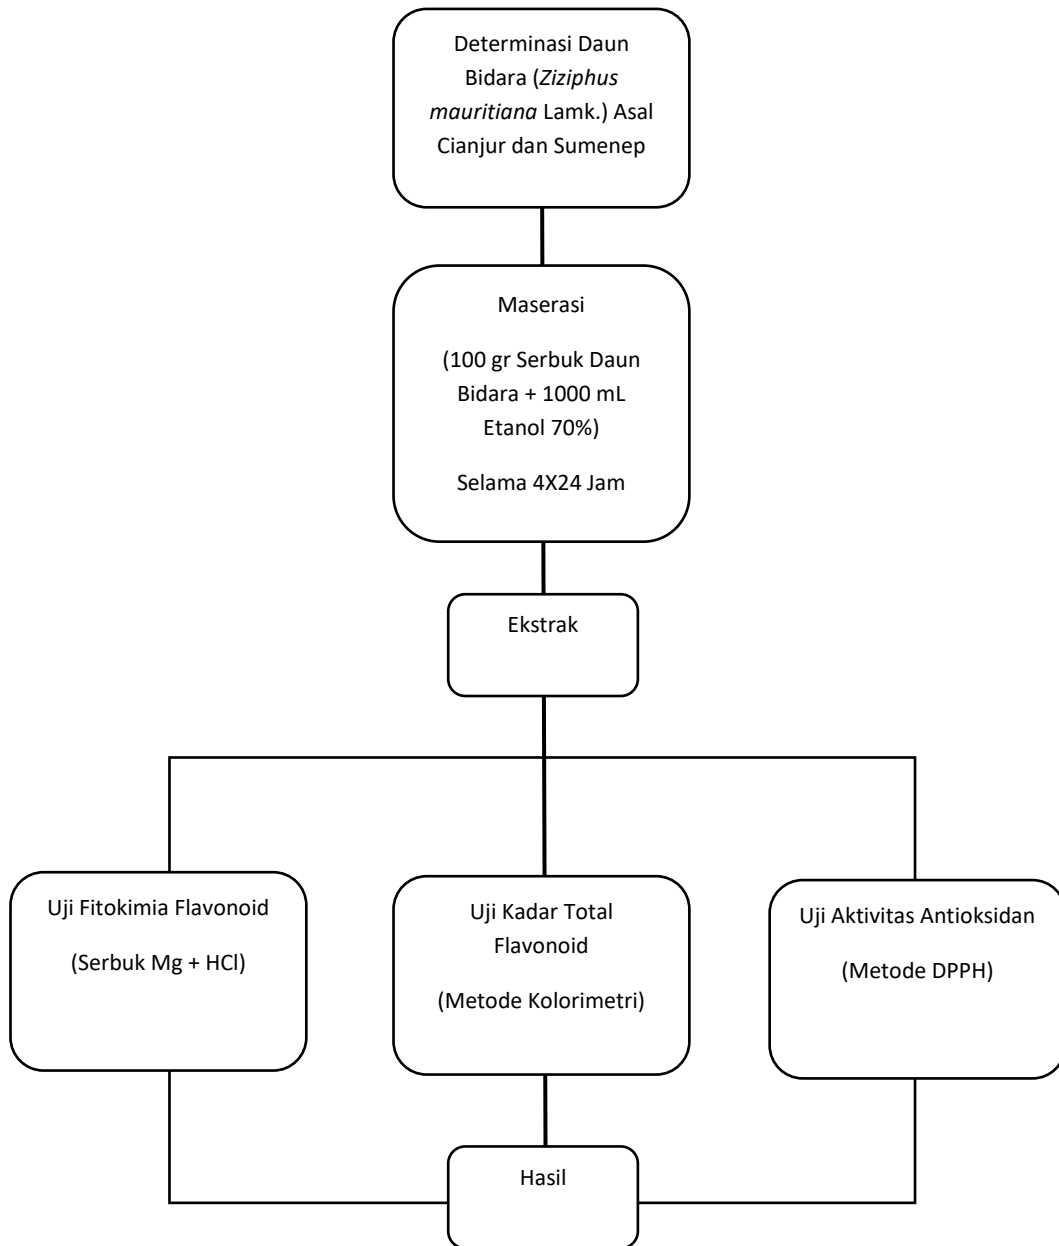 Determinasi Daun
Bidara (Ziziphus
mauritiana Lamk.) Asal
Cianjur dan Sumenep
Maserasi
(100 gr Serbuk Daun
Bidara + 1000 mL
Etanol 70%)
Selama 4X24 Jam
Ekstrak
Uji Fitokimia Flavonoid
(Serbuk Mg + HCl)
Uji Kadar Total
Flavonoid
(Metode Kolorimetri)
Uji Aktivitas Antioksidan
(Metode DPPH)
Hasil